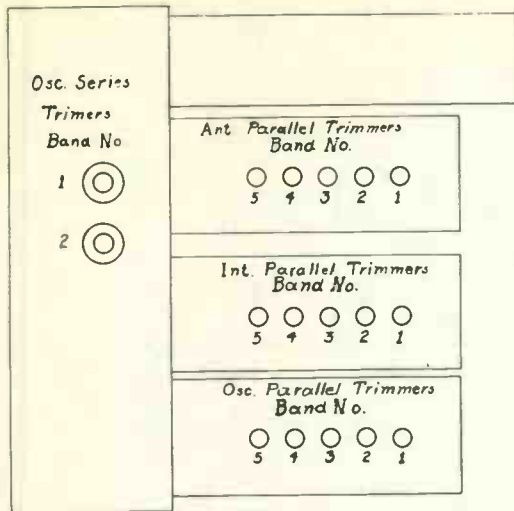 Osc. Series
Trimers
Band No
1
2
Ant Parallel Trimmers
Band No.
5 4 3 2 1
Int. Parallel Trimmers
Band No.
5 4 3 2 1
Osc. Parallel Trimmers
Band No.
5 4 3 2 1